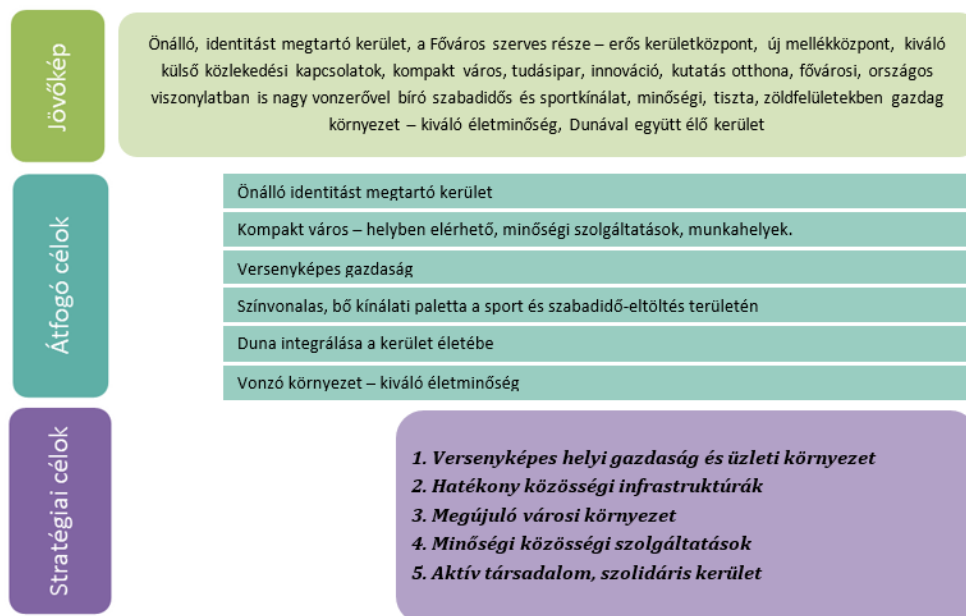 Jövőkép
Önálló, identitást megtartó kerület, a Főváros szerves része – erős kerületközpont, új mellékközpont, kiváló
külső közlekedési kapcsolatok, kompakt város, tudásipar, innováció, kutatás otthona, fővárosi, országos
viszonylatban is nagy vonzerővel bíró szabadidős és sportkínálat, minőségi, tiszta, zöldfelületekben gazdag
környezet – kiváló életminőség, Dunával együtt élő kerület
Átfogó célok
Önálló identitást megtartó kerület
Kompakt város – helyben elérhető, minőségi szolgáltatások, munkahelyek.
Versenyképes gazdaság
Színvonalas, bő kínálati paletta a sport és szabadidő-eltöltés területén
Duna integrálása a kerület életébe
Vonzó környezet – kiváló életminőség
Stratégiai célok
1. Versenyképes helyi gazdaság és üzleti környezet
2. Hatékony közösségi infrastruktúrák
3. Megújuló városi környezet
4. Minőségi közösségi szolgáltatások
5. Aktív társadalom, szolidáris kerület